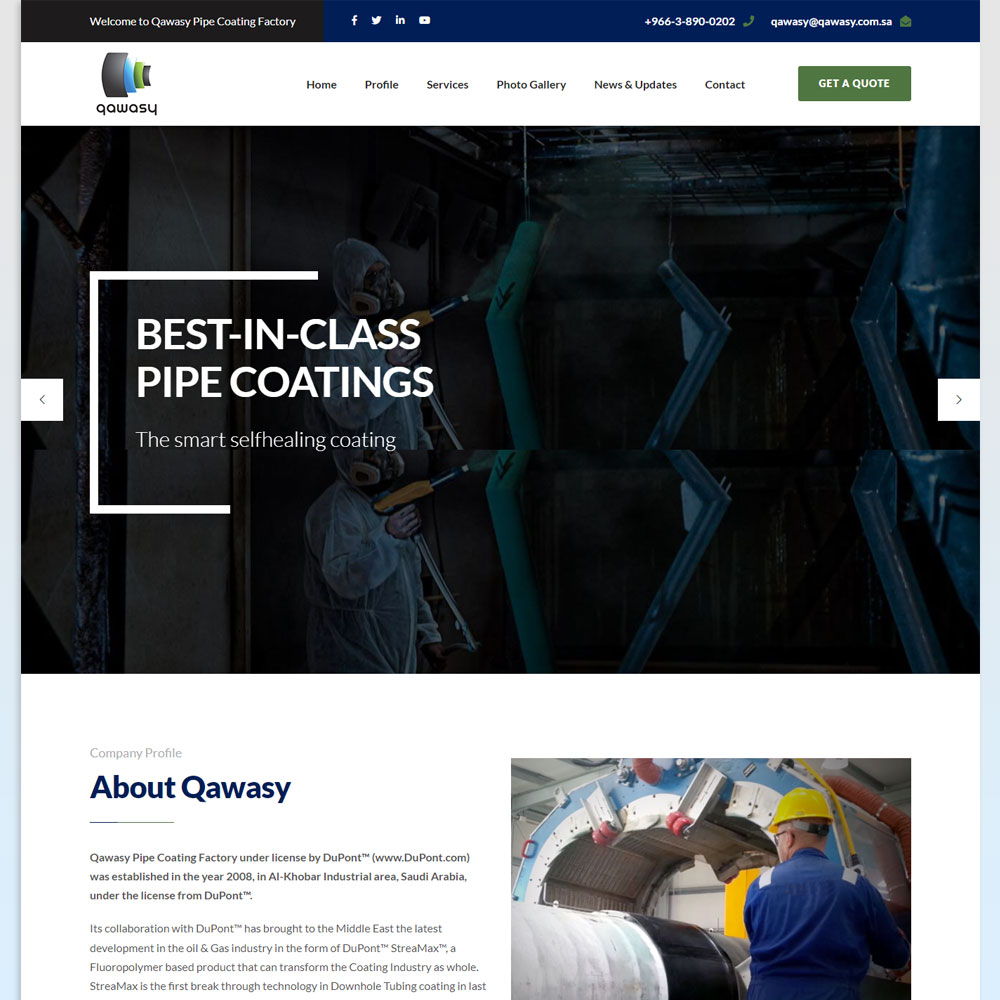 Welcome to Qawasy Pipe Coating Factory
+966-3-890-0202
qawasy@qawasy.com.sa
qawasy
Home
Profile
Services
Photo Gallery
News & Updates
Contact
GET A QUOTE
BEST-IN-CLASS
PIPE COATINGS
The smart selfhealing coating
Company Profile
About Qawasy
Qawasy Pipe Coating Factory under license by DuPont™ (www.DuPont.com)
was established in the year 2008, in Al-Khobar Industrial area, Saudi Arabia,
under the license from DuPont™.
Its collaboration with DuPont™ has brought to the Middle East the latest
development in the oil & Gas industry in the form of DuPont™ StreaMax™, a
Fluoropolymer based product that can transform the Coating Industry as whole.
StreaMax is the first break through technology in Downhole Tubing coating in last